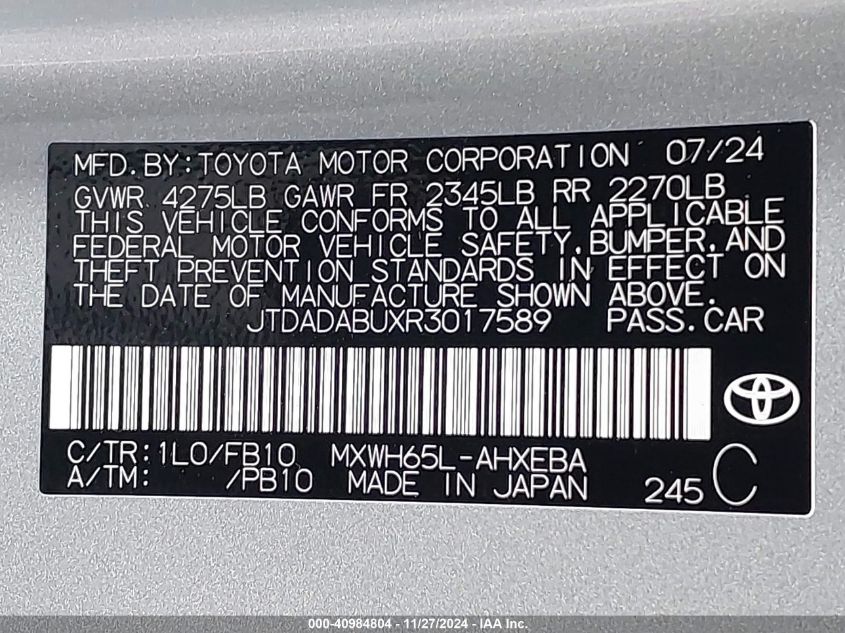 MFD.BY:TOYOTA MOTOR CORPORATION 07/24
GVWR 4275LB GAWR FR 2345LB RR 2270LB
THIS VEHICLE CONFORMS TO ALL APPLICABLE
FEDERAL MOTOR VEHICLE SAFETY,BUMPER,AND
THEFT PREVENTION STANDARDS IN EFFECT ON
THE DATE OF MANUFACTURE SHOWN ABOVE.
JTDADABUXR3017589 PASS.CAR
C/TR:1L0/FB10 MXWH65L-AHXEBA
A/TM: /PB10 MADE IN JAPAN 245 C
000-40984804 - 11/27/2024 - IAA Inc.